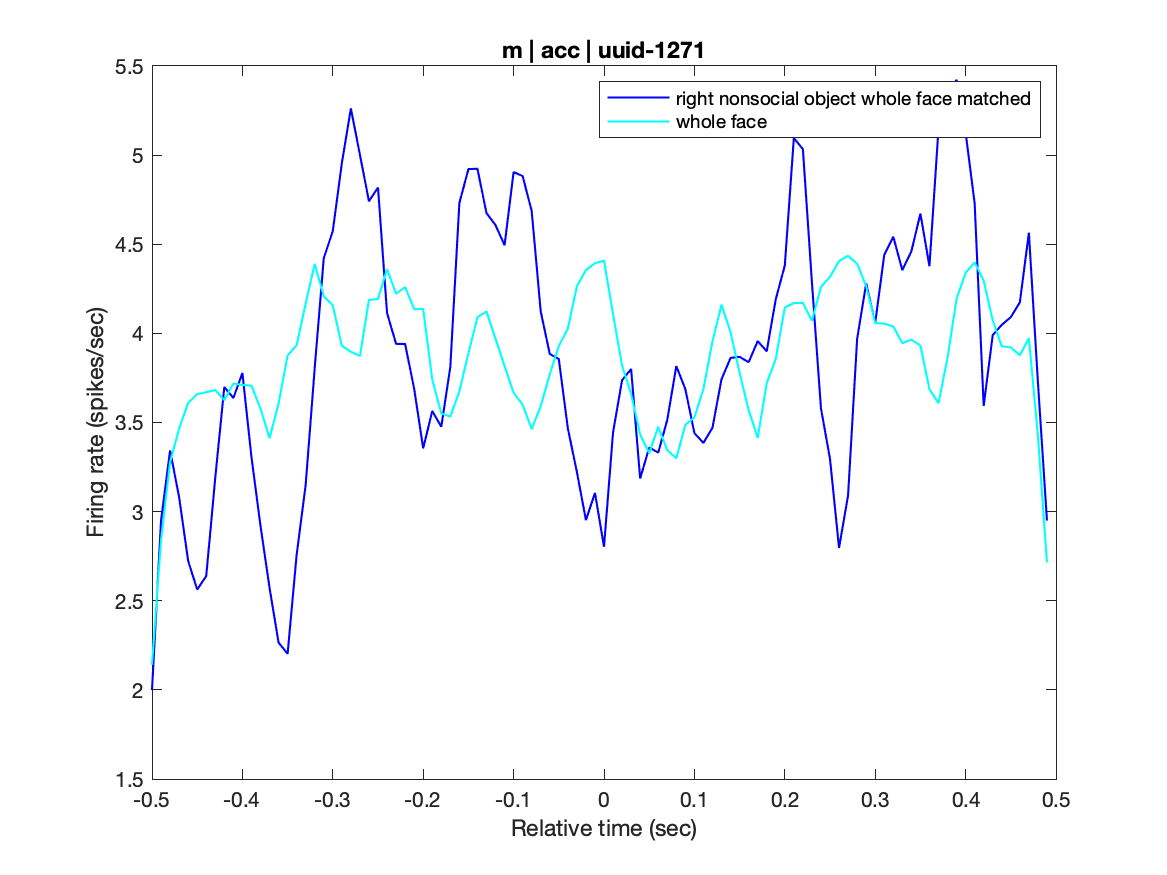 m | acc | uuid-1271
5.5
5
4.5
4
3.5
3
2.5
2
1.5
Firing rate (spikes/sec)
right nonsocial object whole face matched
whole face
-0.5 -0.4 -0.3 -0.2 -0.1 0 0.1 0.2 0.3 0.4 0.5
Relative time (sec)